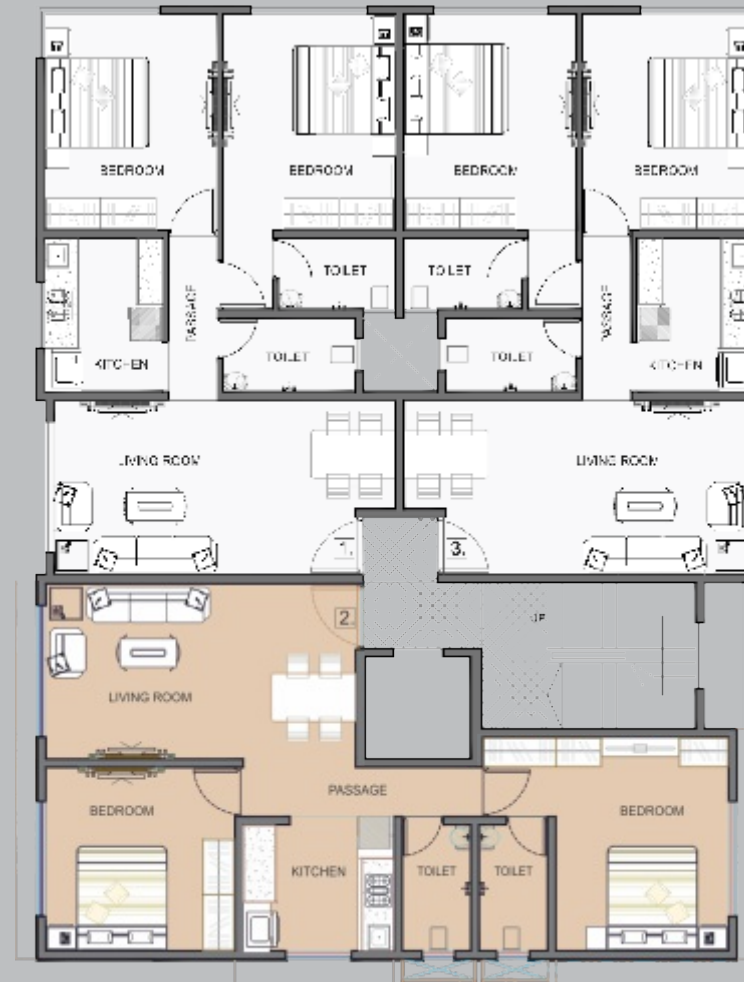 BEDROOM
BEDROOM
BEDROOM
BEDROOM
TOILET
TOILET
PASSAGE
PASSAGE
KITCHEN
TOILET
TOILET
KITCHEN
LIVING ROOM
LIVING ROOM
1.
3.
2.
UP
LIVING ROOM
PASSAGE
BEDROOM
BEDROOM
KITCHEN
TOILET
TOILET